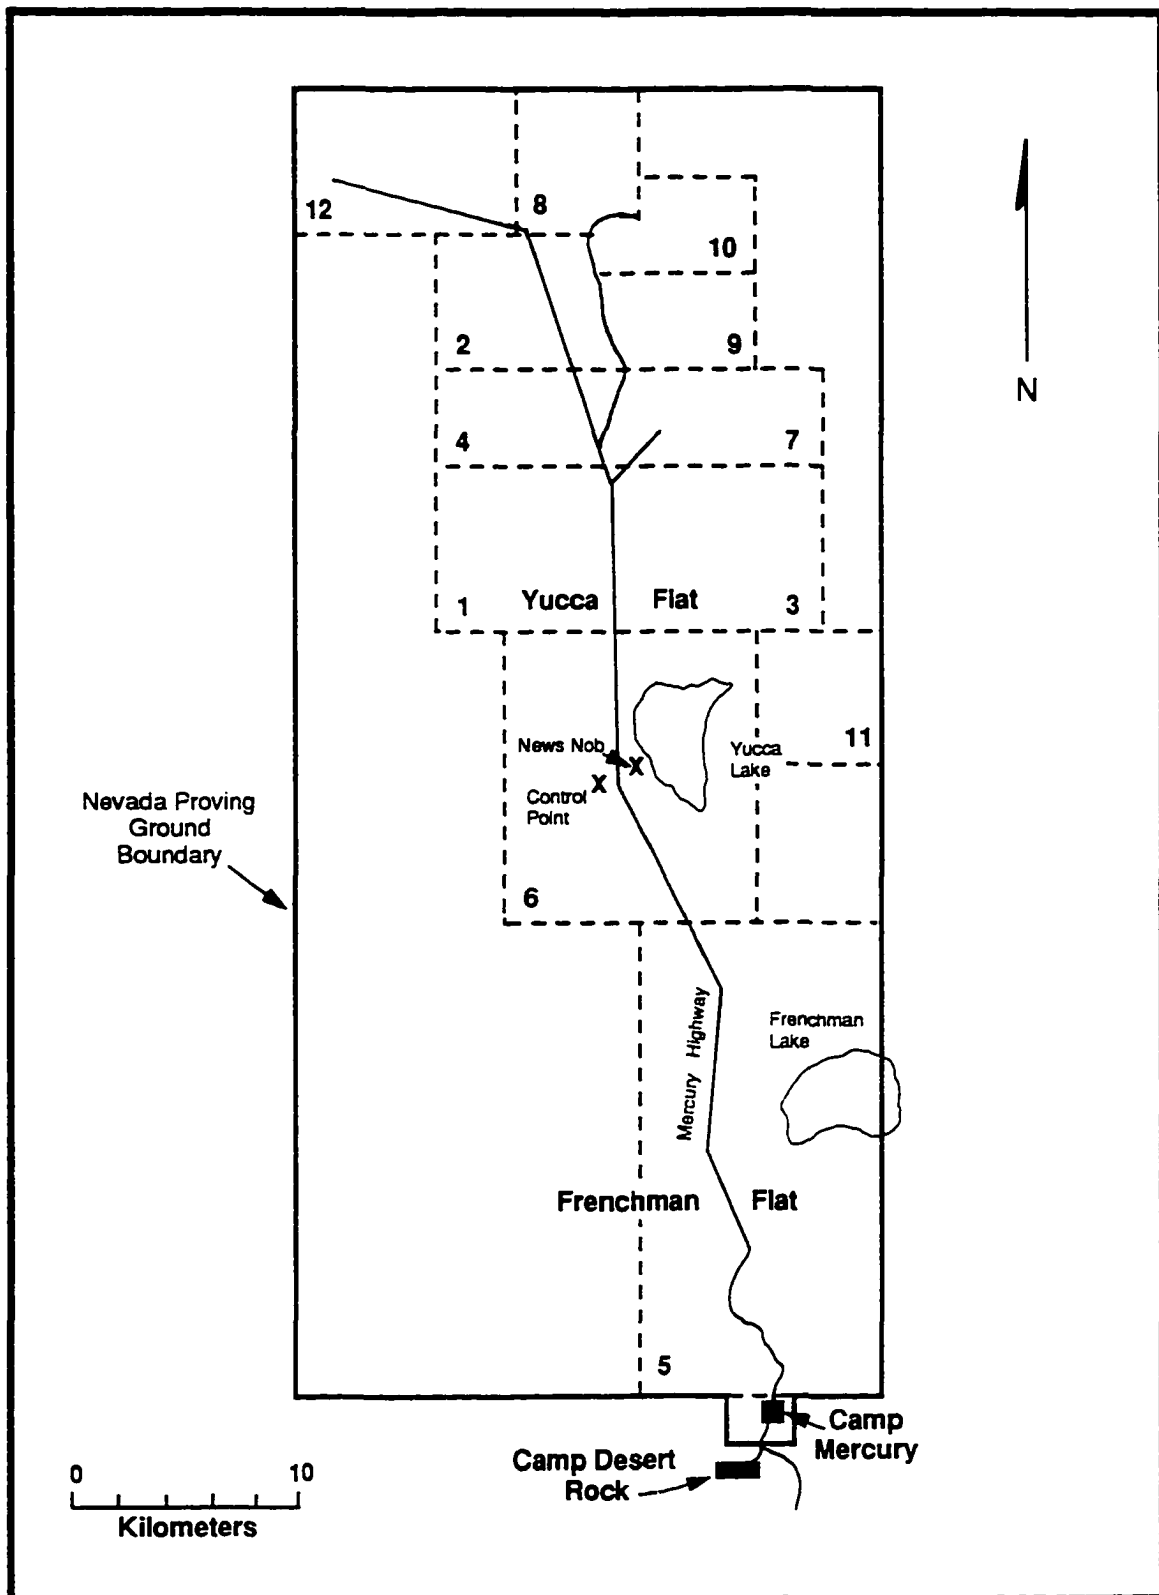 12
8
10
2
9
N
4
7
1
Yucca Flat
3
News Nob
X
X
Yucca
Lake
11
Control
Point
Nevada Proving
Ground
Boundary
6
Mercury Highway
Frenchman
Lake
Frenchman Flat
5
Camp
Mercury
Camp Desert
Rock
0 10
Kilometers